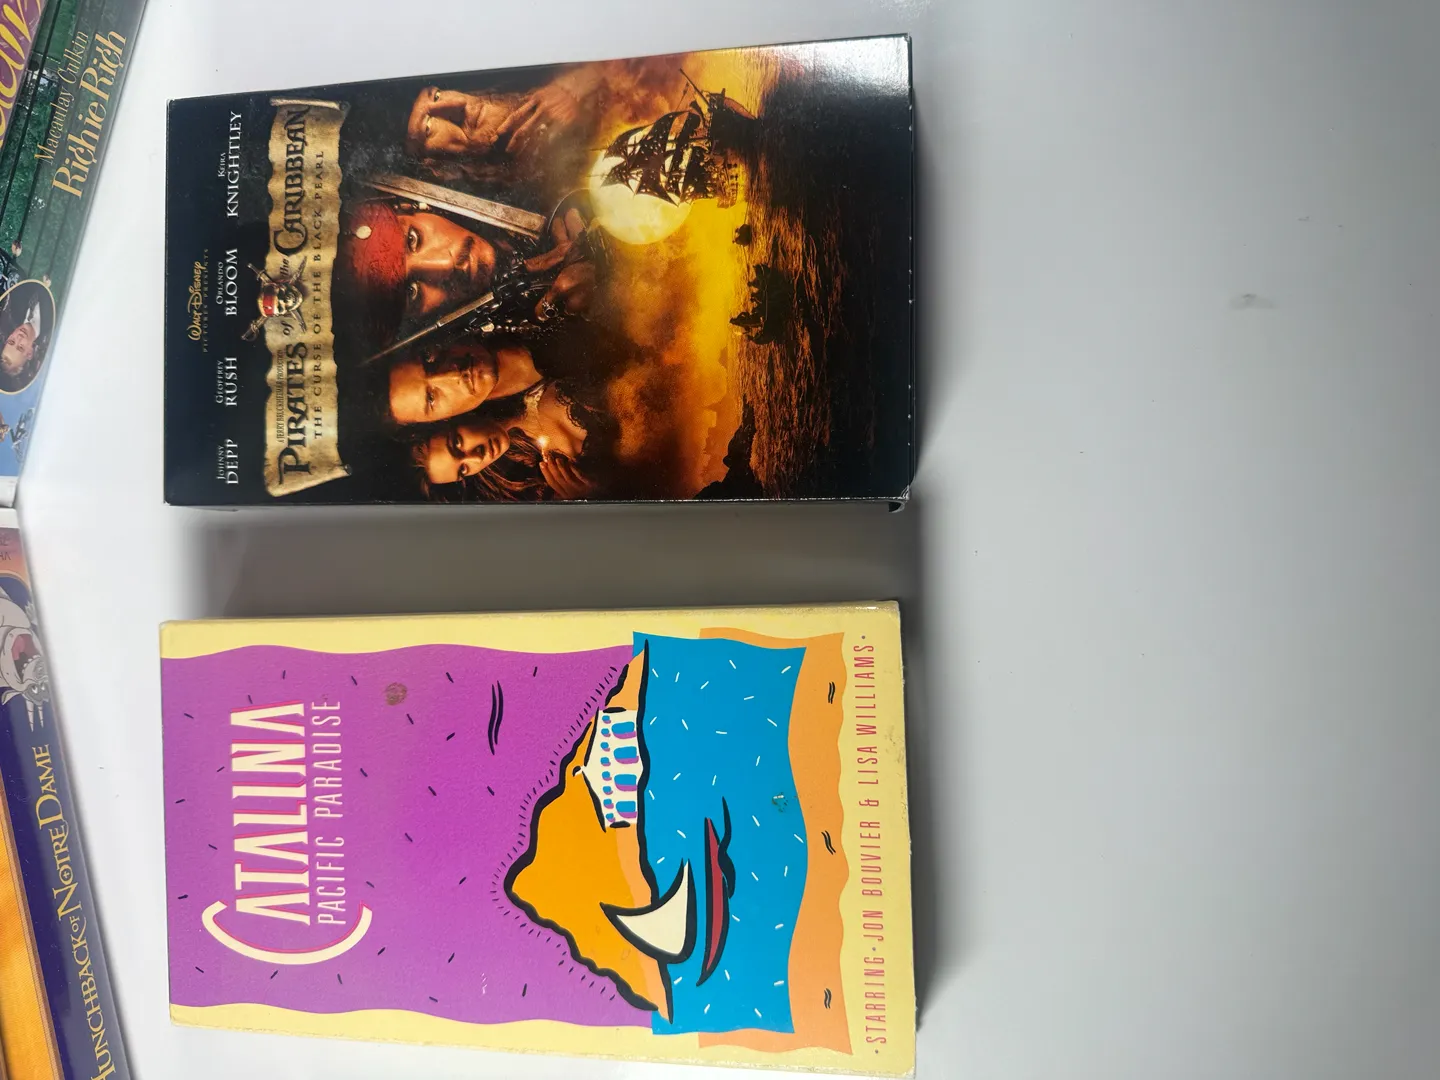 Macaulay Culkin
Richie Rich
HUNCHBACK OF NOTRE DAME
WALT DISNEY
PICTURES PRESENTS
JOHNNY DEPP
GEOFFREY RUSH
ORLANDO BLOOM
KEIRA KNIGHTLEY
A JERRY BRUCKHEIMER PRODUCTION
PIRATES of the CARIBBEAN
THE CURSE OF THE BLACK PEARL
CATALINA
PACIFIC PARADISE
• STARRING • JON BOUVIER & LISA WILLIAMS •